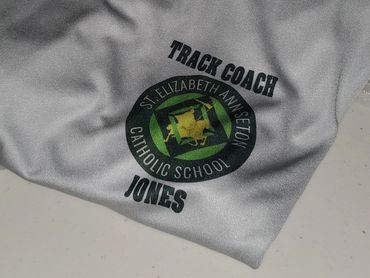 TRACK COACH
ST. ELIZABETH ANN SETON
CATHOLIC SCHOOL
JONES